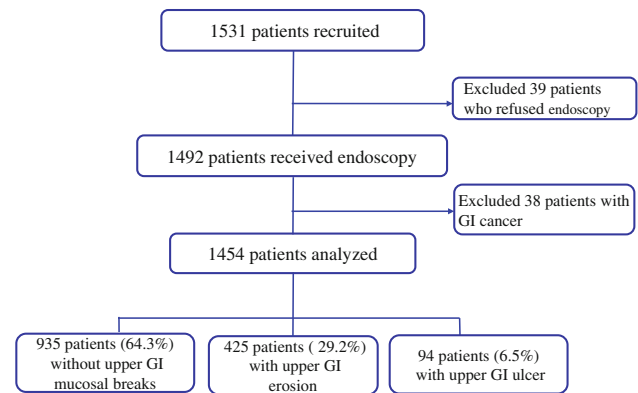 1531 patients recruited
Excluded 39 patients
who refused endoscopy
1492 patients received endoscopy
Excluded 38 patients with
GI cancer
1454 patients analyzed
935 patients (64.3%)
without upper GI
mucosal breaks
425 patients ( 29.2%)
with upper GI
erosion
94 patients (6.5%)
with upper GI ulcer